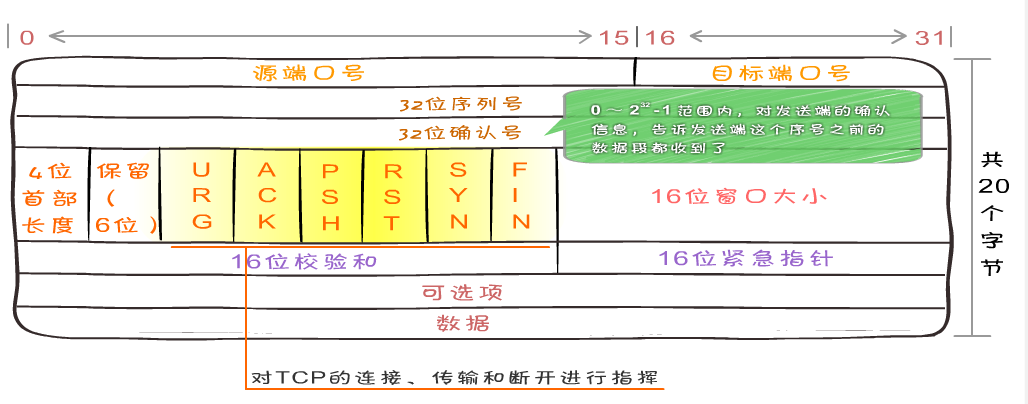 0 15 16 31
源端口号 目标端口号
32位序列号
32位确认号
0 ~ 2³²-1 范围内，对发送端的确认
信息，告诉发送端这个序号之前的
数据段都收到了
4位
首部
长度
保留
(
6位)
URG
ACK
PSH
RST
SYN
FIN
16位窗口大小
16位校验和 16位紧急指针
可选项
数据
共20个字节
对TCP的连接、传输和断开进行指挥